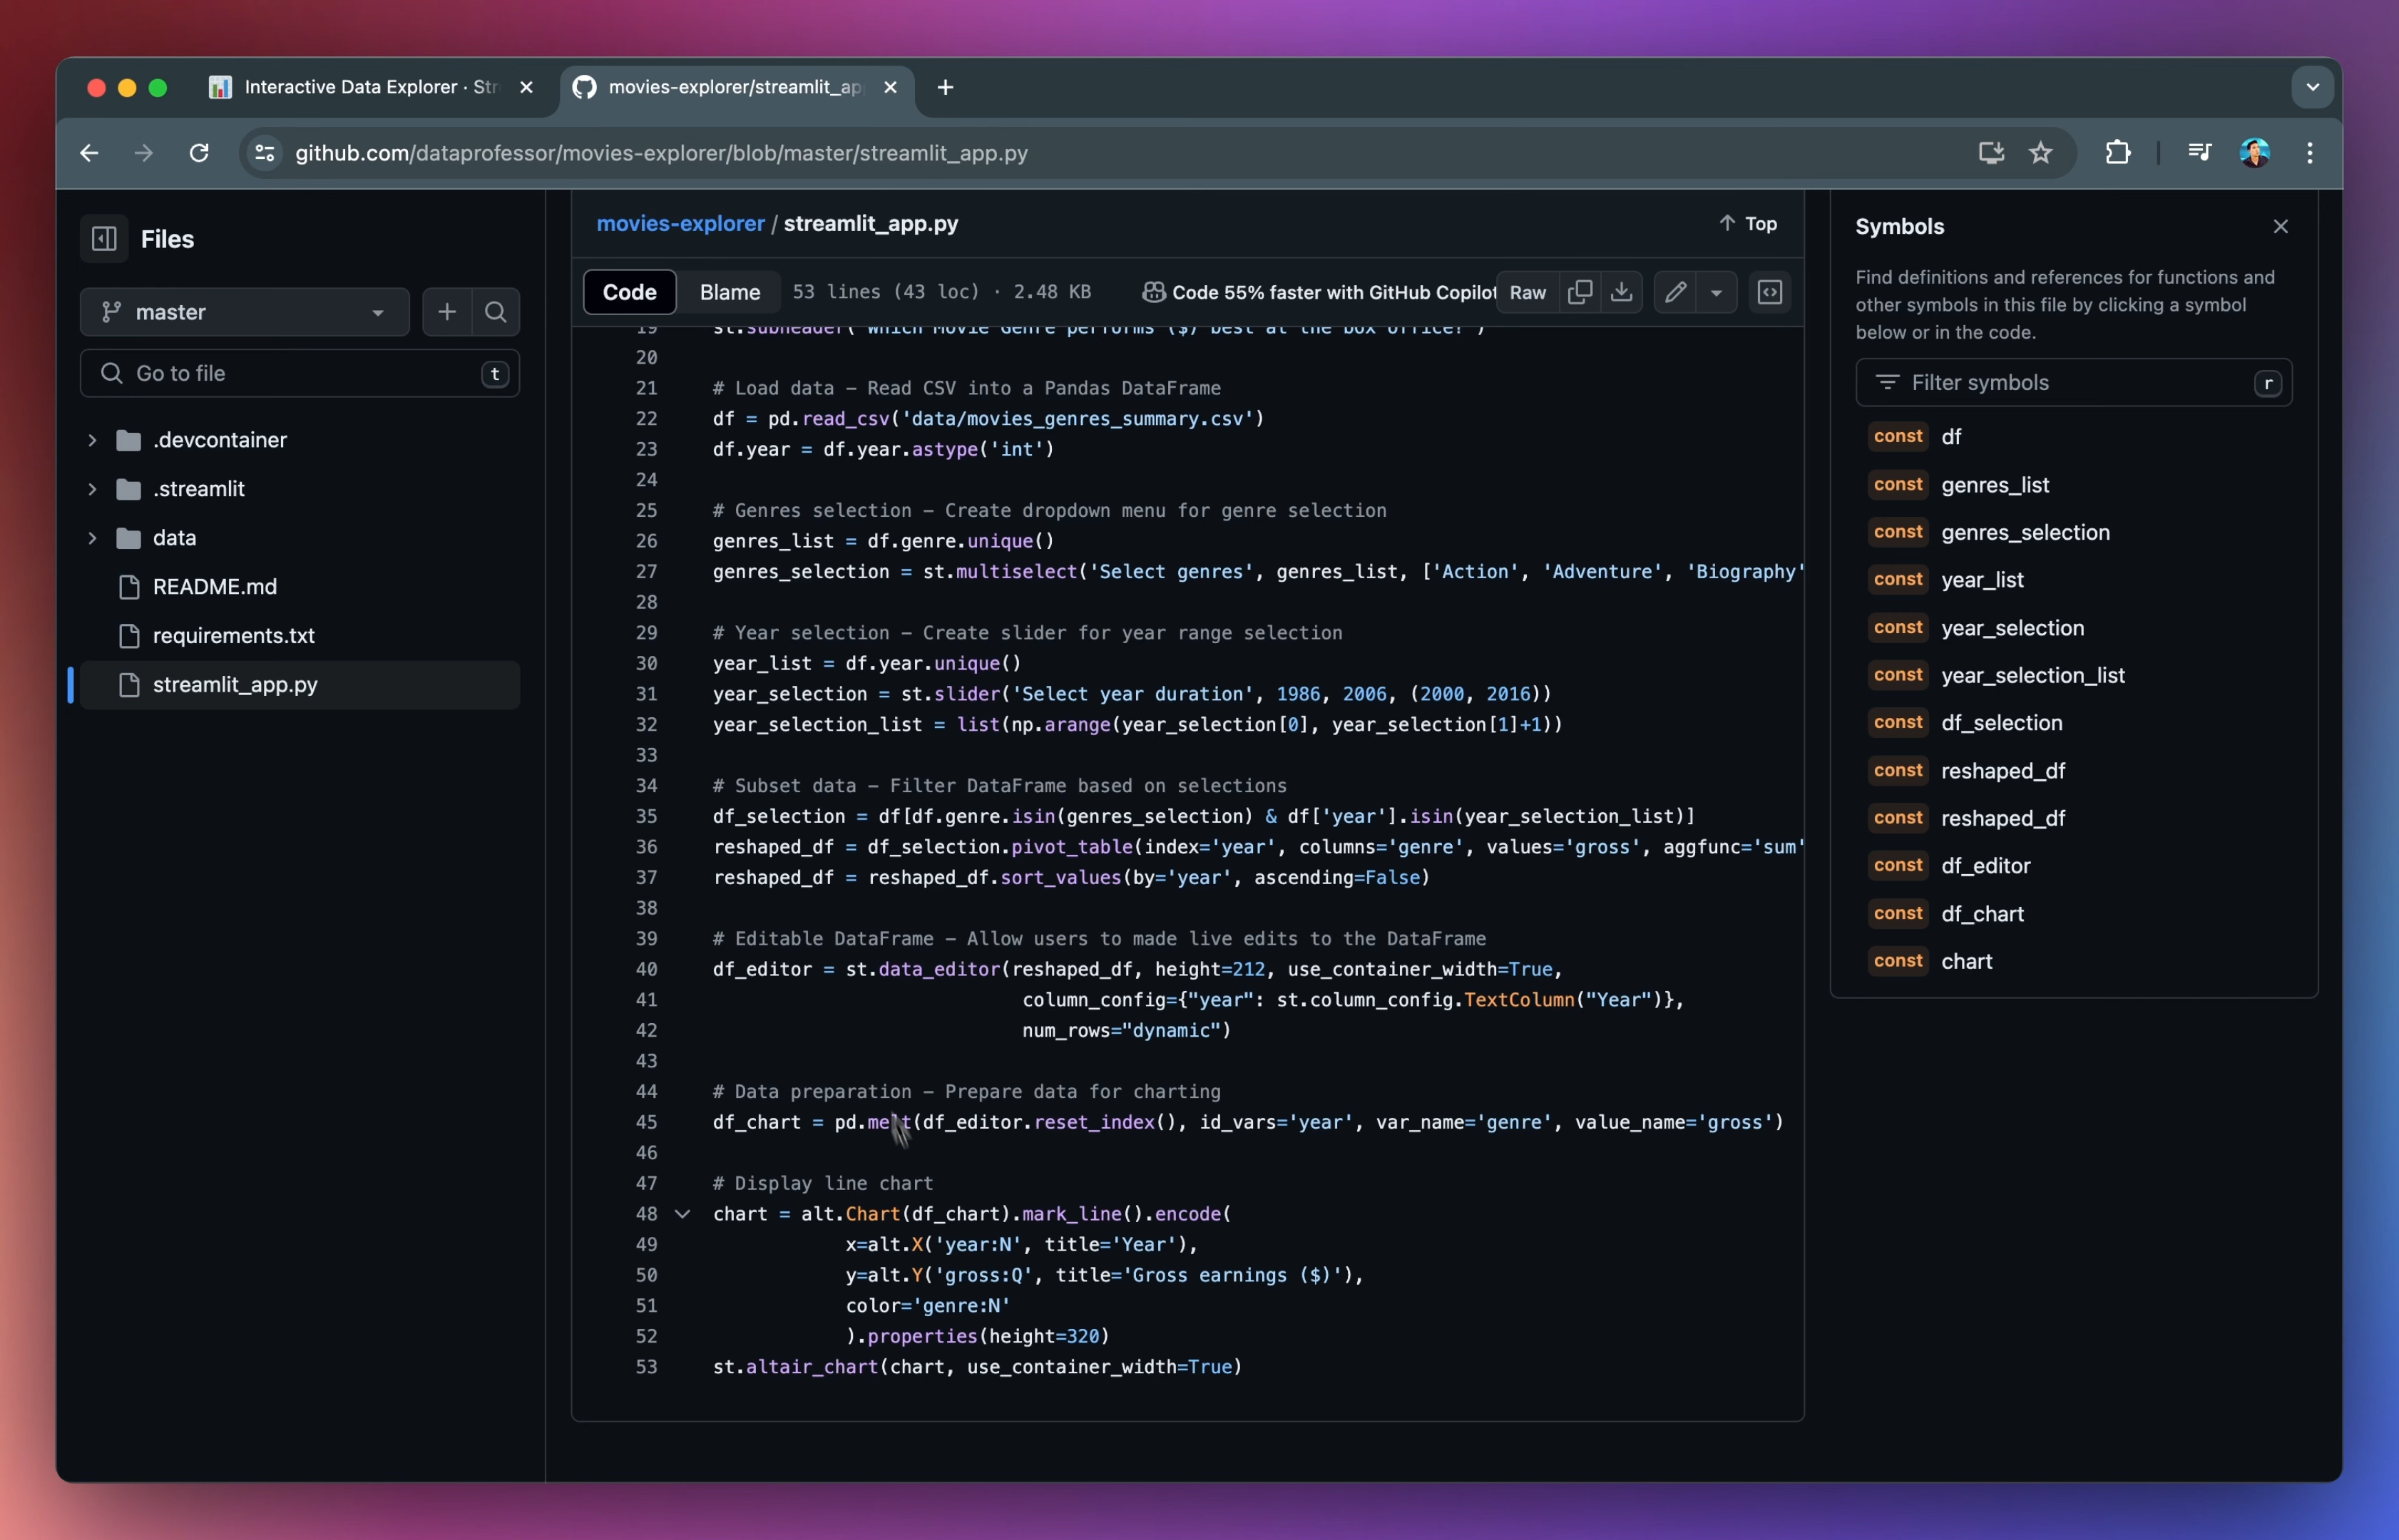 Interactive Data Explorer · Str
movies-explorer/streamlit_ap
github.com/dataprofessor/movies-explorer/blob/master/streamlit_app.py
Files
master
Go to file
t
.devcontainer
.streamlit
data
README.md
requirements.txt
streamlit_app.py
movies-explorer / streamlit_app.py
Top
Code
Blame
53 lines (43 loc) · 2.48 KB
Code 55% faster with GitHub Copilot
Raw
19 st.subheader('Which Movie Genre performs ($) best at the box office?')
20
21 # Load data – Read CSV into a Pandas DataFrame
22 df = pd.read_csv('data/movies_genres_summary.csv')
23 df.year = df.year.astype('int')
24
25 # Genres selection – Create dropdown menu for genre selection
26 genres_list = df.genre.unique()
27 genres_selection = st.multiselect('Select genres', genres_list, ['Action', 'Adventure', 'Biography'
28
29 # Year selection – Create slider for year range selection
30 year_list = df.year.unique()
31 year_selection = st.slider('Select year duration', 1986, 2006, (2000, 2016))
32 year_selection_list = list(np.arange(year_selection[0], year_selection[1]+1))
33
34 # Subset data – Filter DataFrame based on selections
35 df_selection = df[df.genre.isin(genres_selection) & df['year'].isin(year_selection_list)]
36 reshaped_df = df_selection.pivot_table(index='year', columns='genre', values='gross', aggfunc='sum'
37 reshaped_df = reshaped_df.sort_values(by='year', ascending=False)
38
39 # Editable DataFrame – Allow users to made live edits to the DataFrame
40 df_editor = st.data_editor(reshaped_df, height=212, use_container_width=True,
41 column_config={"year": st.column_config.TextColumn("Year")},
42 num_rows="dynamic")
43
44 # Data preparation – Prepare data for charting
45 df_chart = pd.melt(df_editor.reset_index(), id_vars='year', var_name='genre', value_name='gross')
46
47 # Display line chart
48 chart = alt.Chart(df_chart).mark_line().encode(
49 x=alt.X('year:N', title='Year'),
50 y=alt.Y('gross:Q', title='Gross earnings ($)'),
51 color='genre:N'
52 ).properties(height=320)
53 st.altair_chart(chart, use_container_width=True)
Symbols
Find definitions and references for functions and
other symbols in this file by clicking a symbol
below or in the code.
Filter symbols
r
const df
const genres_list
const genres_selection
const year_list
const year_selection
const year_selection_list
const df_selection
const reshaped_df
const reshaped_df
const df_editor
const df_chart
const chart